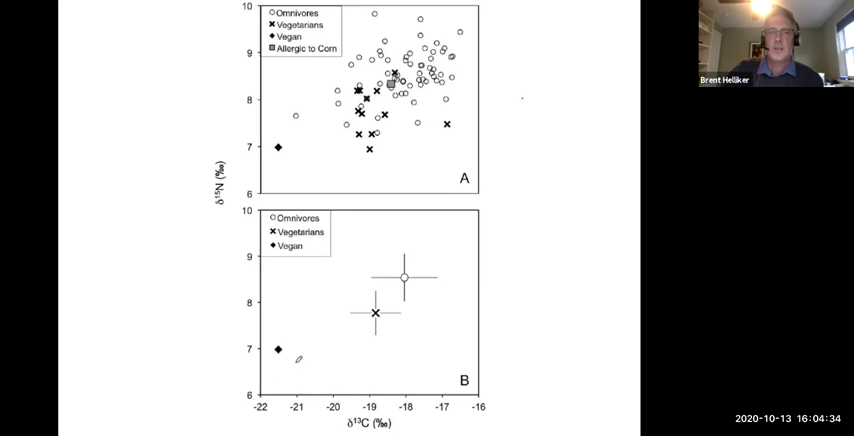 10
Omnivores
Vegetarians
Vegan
Allergic to Corn
9
8
7
6
A
δ15N (‰)
10
Omnivores
Vegetarians
Vegan
9
8
7
6
B
-22 -21 -20 -19 -18 -17 -16
δ13C (‰)
Brent Helliker
2020-10-13 16:04:34